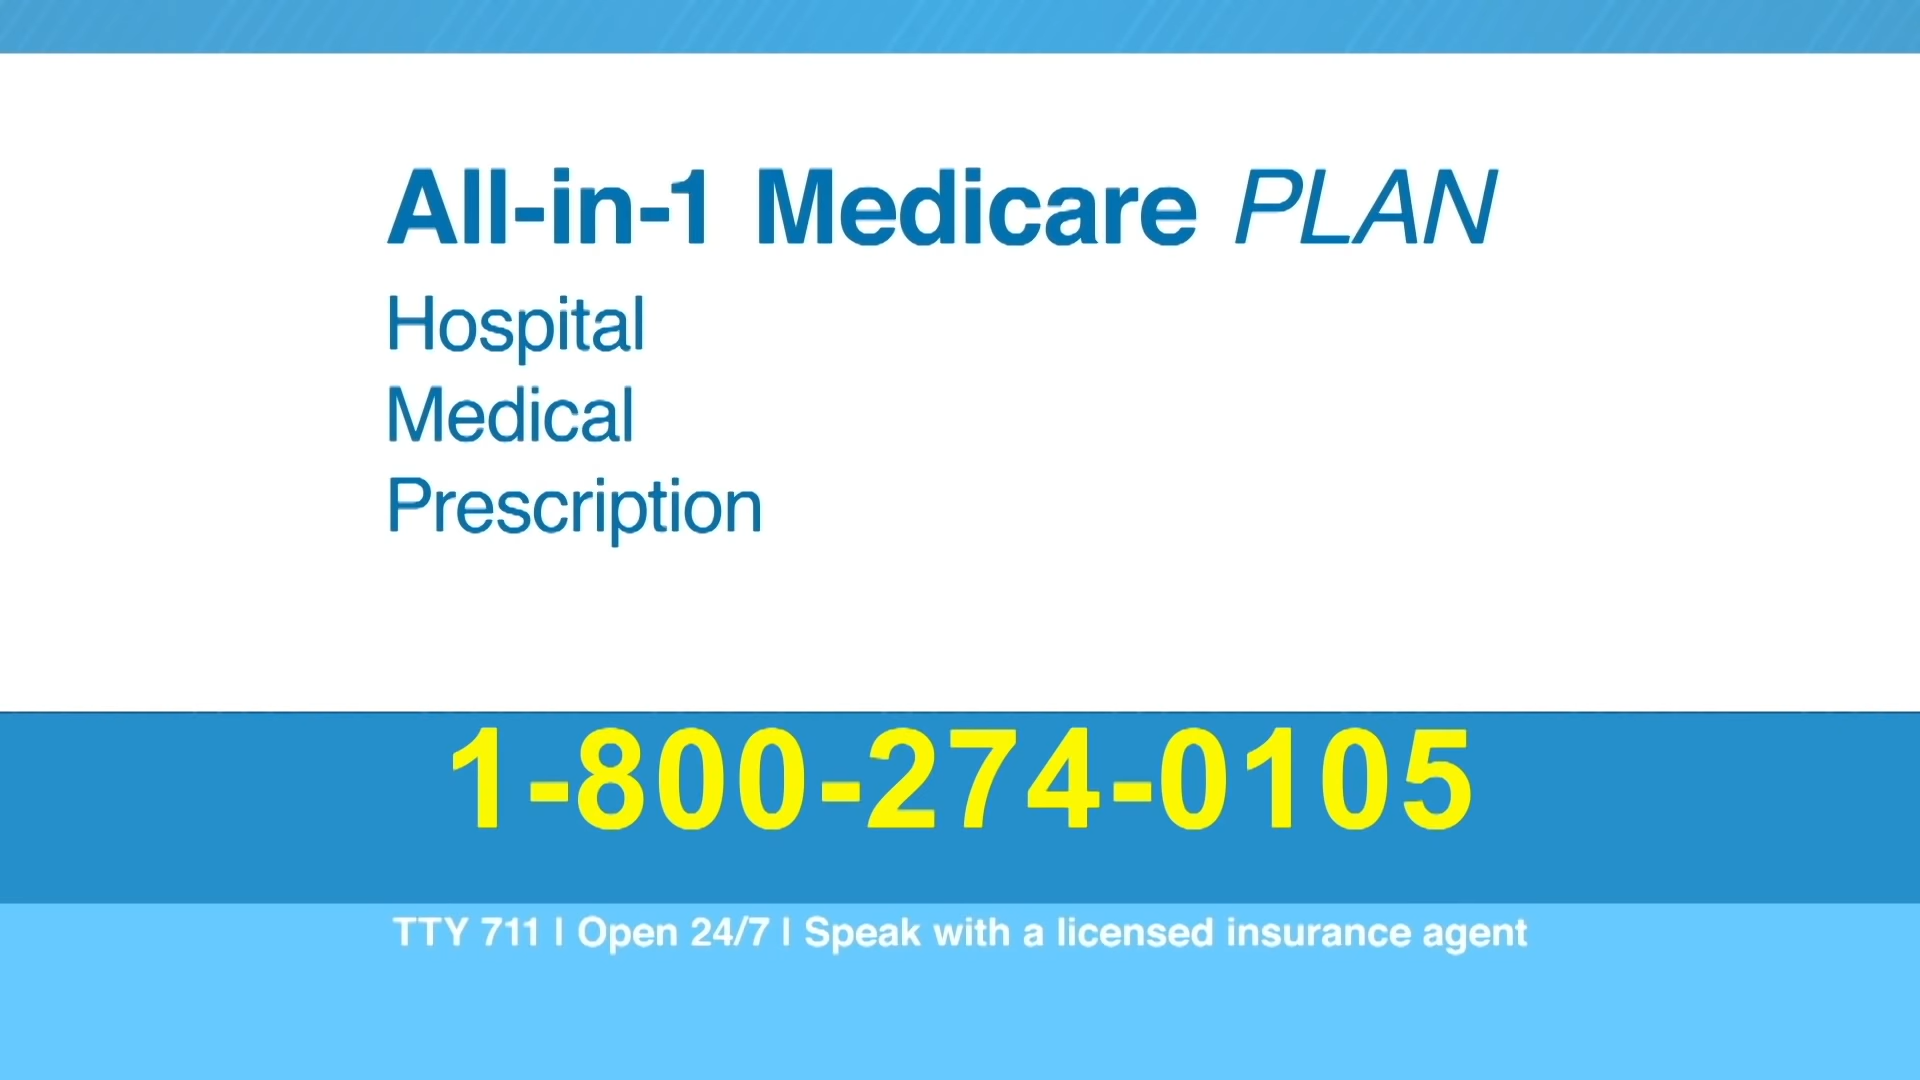 All-in-1 Medicare PLAN
Hospital
Medical
Prescription
1-800-274-0105
TTY 711 | Open 24/7 | Speak with a licensed insurance agent